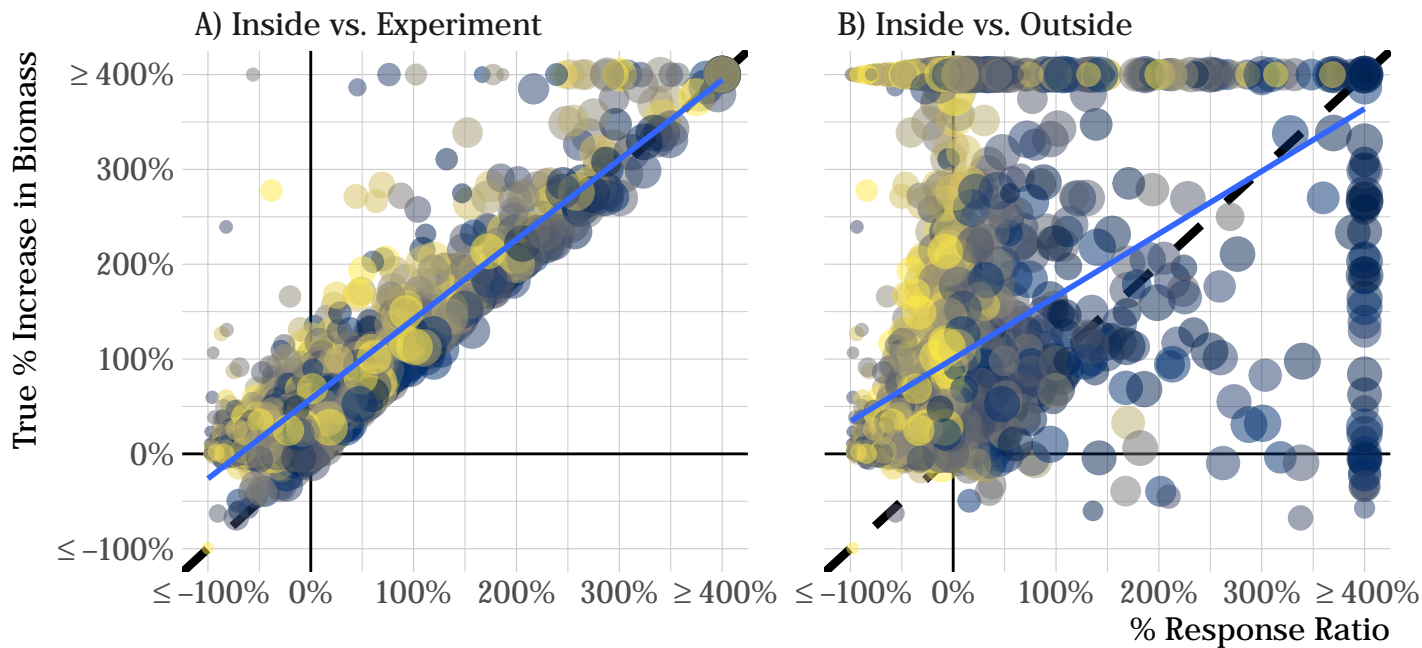 A) Inside vs. Experiment
B) Inside vs. Outside
True % Increase in Biomass
≥ 400%
300%
200%
100%
0%
≤ −100%
≤ −100% 0% 100% 200% 300% ≥ 400%
≤ −100% 0% 100% 200% 300% ≥ 400%
% Response Ratio